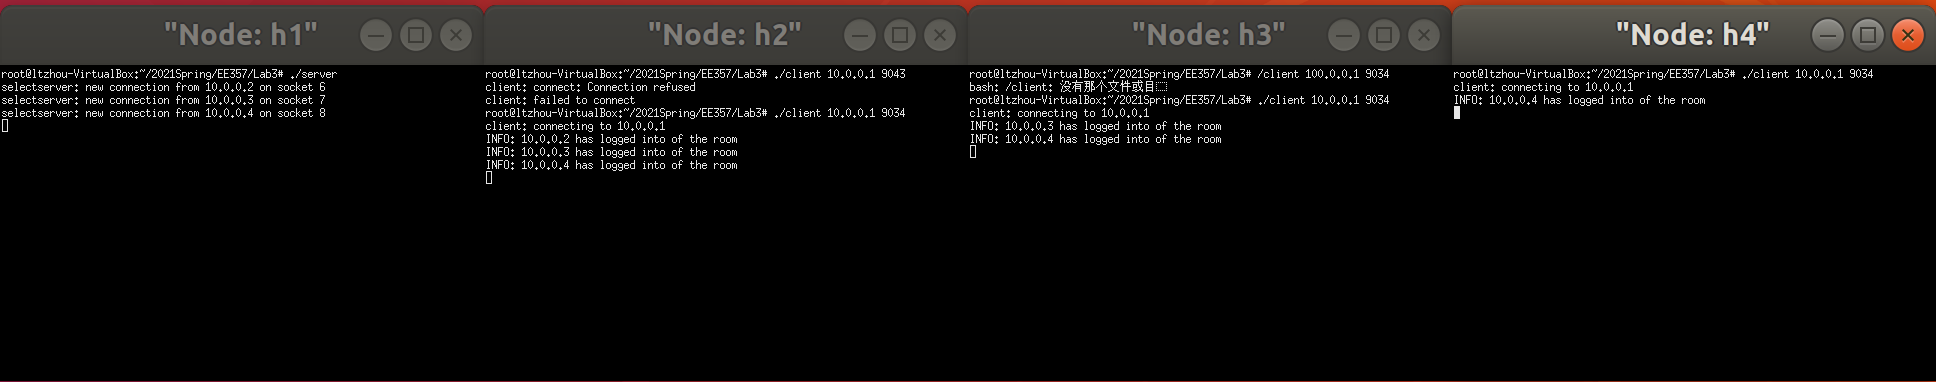 "Node: h1"
root@ltzhou-VirtualBox:~/2021Spring/EE357/Lab3# ./server
selectserver: new connection from 10.0.0.2 on socket 6
selectserver: new connection from 10.0.0.3 on socket 7
selectserver: new connection from 10.0.0.4 on socket 8
"Node: h2"
root@ltzhou-VirtualBox:~/2021Spring/EE357/Lab3# ./client 10.0.0.1 9043
client: connect: Connection refused
client: failed to connect
root@ltzhou-VirtualBox:~/2021Spring/EE357/Lab3# ./client 10.0.0.1 9034
client: connecting to 10.0.0.1
INFO: 10.0.0.2 has logged into of the room
INFO: 10.0.0.3 has logged into of the room
INFO: 10.0.0.4 has logged into of the room
"Node: h3"
root@ltzhou-VirtualBox:~/2021Spring/EE357/Lab3# /client 100.0.0.1 9034
bash: /client: 没有那个文件或目
root@ltzhou-VirtualBox:~/2021Spring/EE357/Lab3# ./client 10.0.0.1 9034
client: connecting to 10.0.0.1
INFO: 10.0.0.3 has logged into of the room
INFO: 10.0.0.4 has logged into of the room
"Node: h4"
root@ltzhou-VirtualBox:~/2021Spring/EE357/Lab3# ./client 10.0.0.1 9034
client: connecting to 10.0.0.1
INFO: 10.0.0.4 has logged into of the room